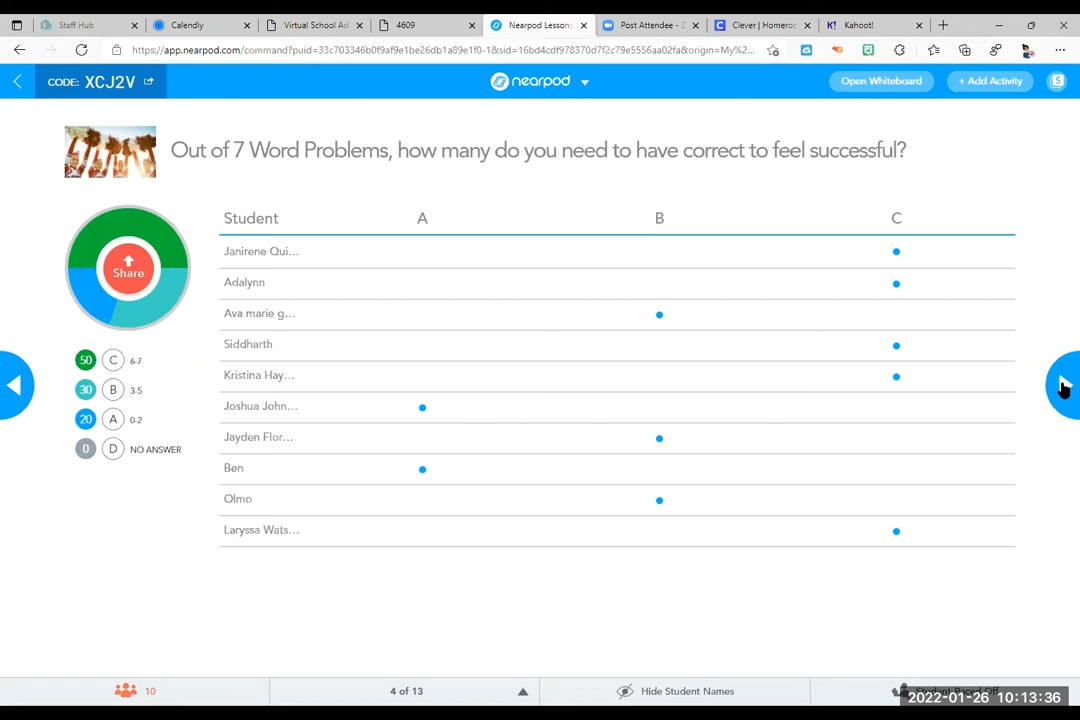 Staff Hub
Calendly
Virtual School Ad
4609
Nearpod Lesson
Post Attendee - Z
Clever | Homeroo
K! Kahoot!
https://app.nearpod.com/command?puid=33c703346b0f9af9e1be26db1a89e1f0-1&sid=16bd4cdf978370d7f2c79e5556aa02fa&origin=My%2...
CODE: XCJ2V
nearpod
Open Whiteboard
+ Add Activity
S
Out of 7 Word Problems, how many do you need to have correct to feel successful?
Student A B C
Share
Janirene Qui...
Adalynn
Ava marie g...
Siddharth
Kristina Hay...
Joshua John...
Jayden Flor...
Ben
Olmo
Laryssa Wats...
50 C 6-7
30 B 3-5
20 A 0-2
0 D NO ANSWER
10
4 of 13
Hide Student Names
Student Paced Off
2022-01-26 10:13:36